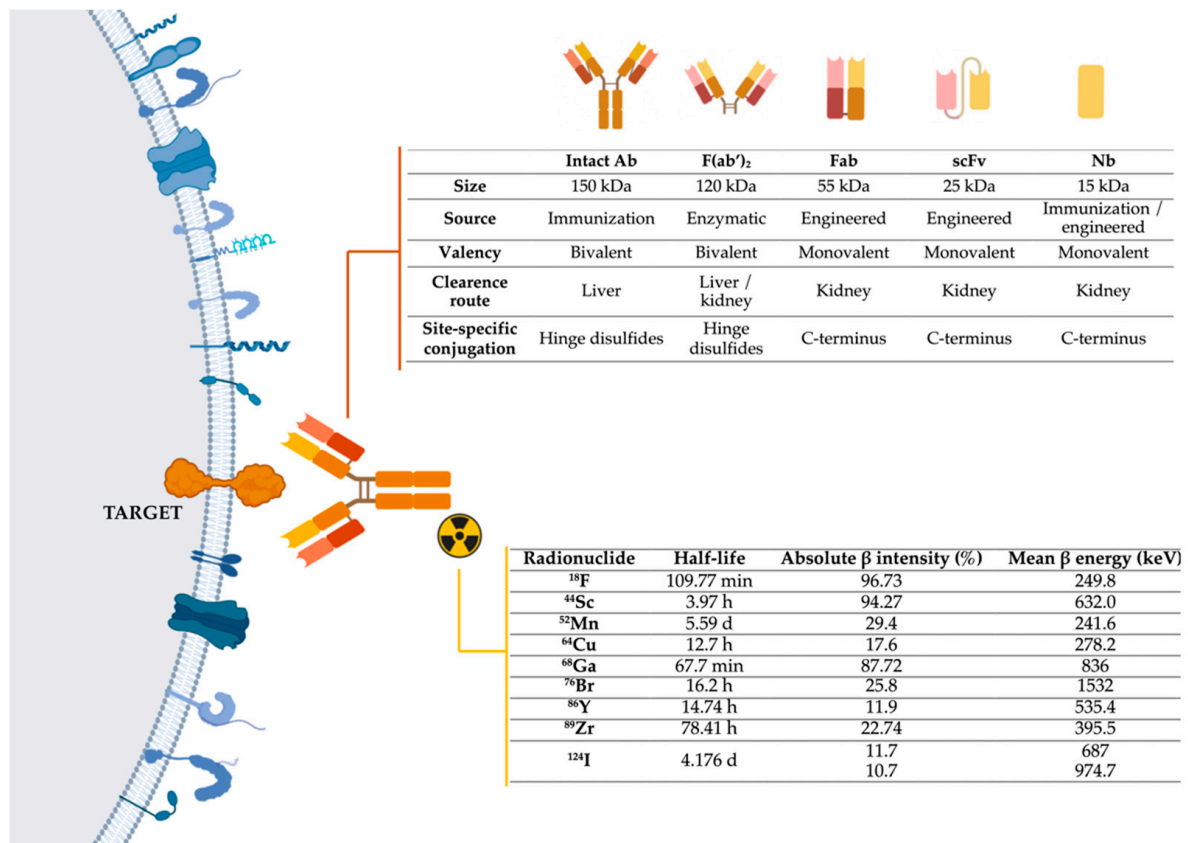 Intact Ab F(ab′)₂ Fab scFv Nb
Size 150 kDa 120 kDa 55 kDa 25 kDa 15 kDa
Source Immunization Enzymatic Engineered Engineered Immunization / engineered
Valency Bivalent Bivalent Monovalent Monovalent Monovalent
Clearence route Liver Liver / kidney Kidney Kidney Kidney
Site-specific conjugation Hinge disulfides Hinge disulfides C-terminus C-terminus C-terminus
TARGET
Radionuclide Half-life Absolute β intensity (%) Mean β energy (keV)
¹⁸F 109.77 min 96.73 249.8
⁴⁴Sc 3.97 h 94.27 632.0
⁵²Mn 5.59 d 29.4 241.6
⁶⁴Cu 12.7 h 17.6 278.2
⁶⁸Ga 67.7 min 87.72 836
⁷⁶Br 16.2 h 25.8 1532
⁸⁶Y 14.74 h 11.9 535.4
⁸⁹Zr 78.41 h 22.74 395.5
¹²⁴I 4.176 d 11.7 687
10.7 974.7